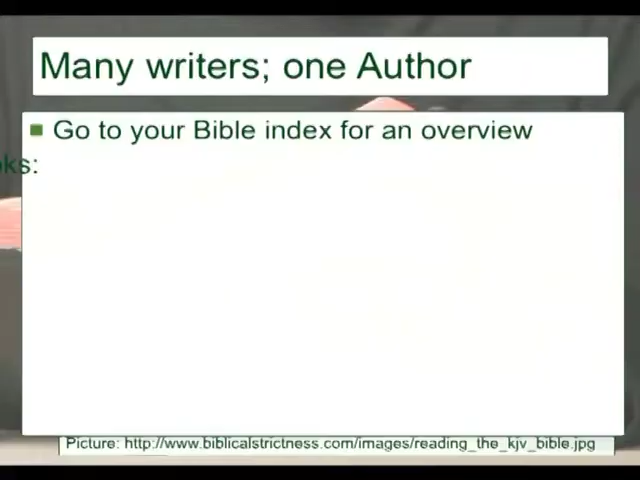 Many writers; one Author
Go to your Bible index for an overview
ks:
Picture: http://www.biblicalstrictness.com/images/reading_the_kjv_bible.jpg